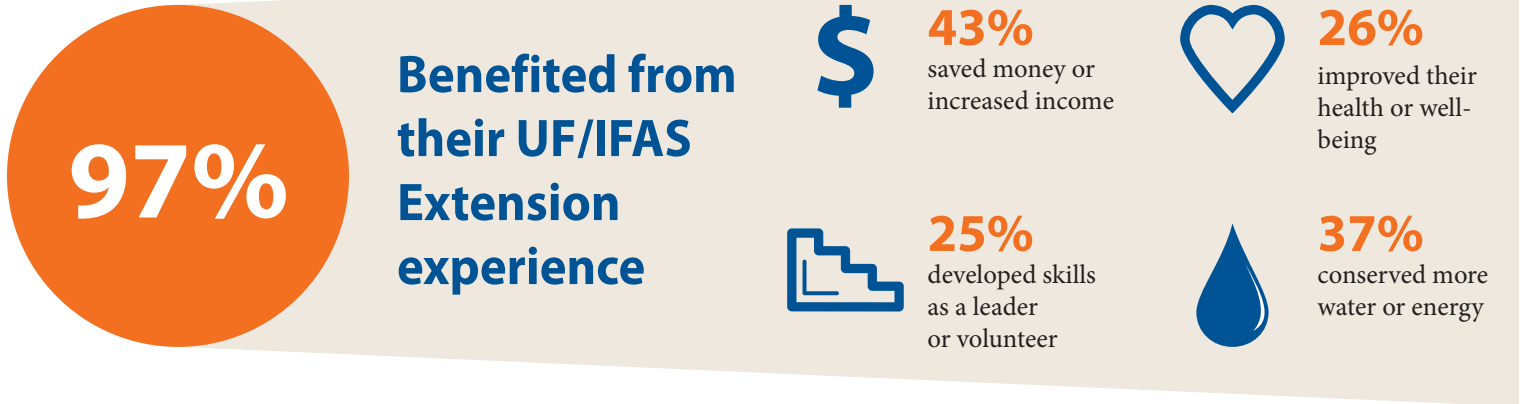 97%
Benefited from
their UF/IFAS
Extension
experience
43%
saved money or
increased income
26%
improved their
health or well-
being
25%
developed skills
as a leader
or volunteer
37%
conserved more
water or energy